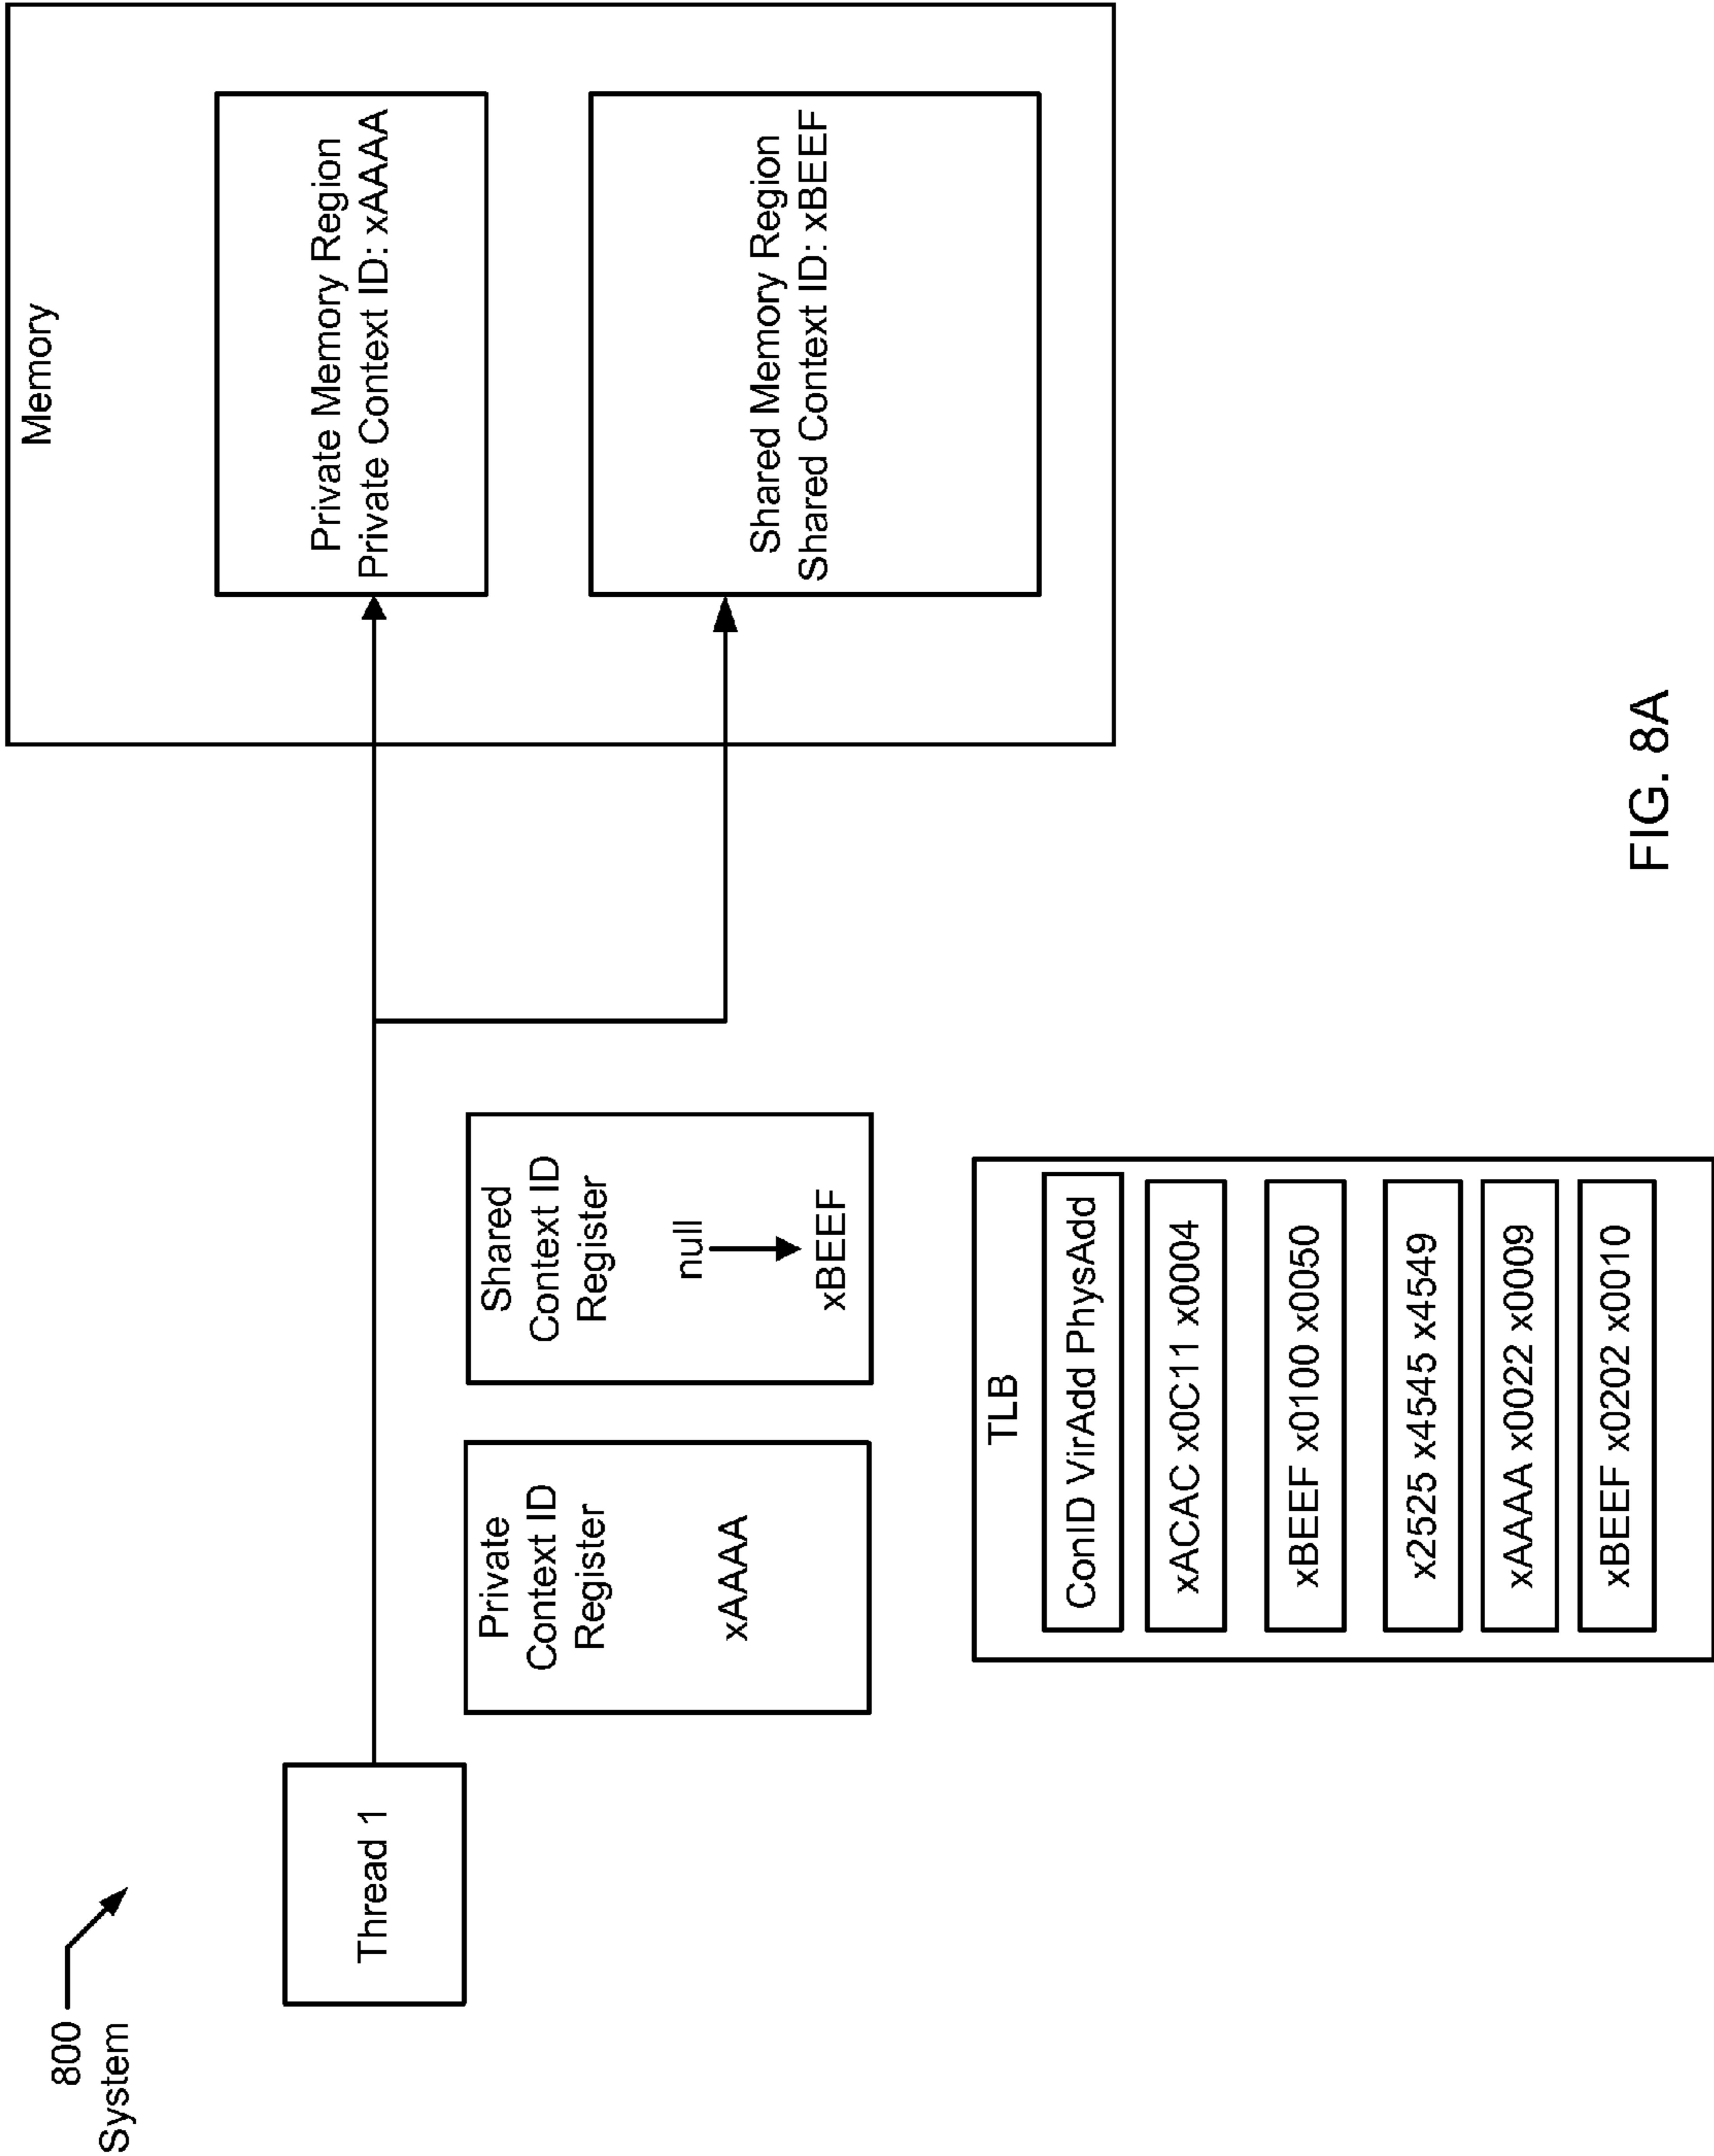 800
System
Memory
Thread 1
Private Memory Region
Private Context ID: xAAAA
Private
Context ID
Register
xAAAA
Shared
Context ID
Register
null
xBEEF
Shared Memory Region
Shared Context ID: xBEEF
TLB
ConID VirAdd PhysAdd
xACAC x0C11 x0004
xBEEF x0100 x0050
x2525 x4545 x4549
xAAAA x0022 x0009
xBEEF x0202 x0010
FIG. 8A